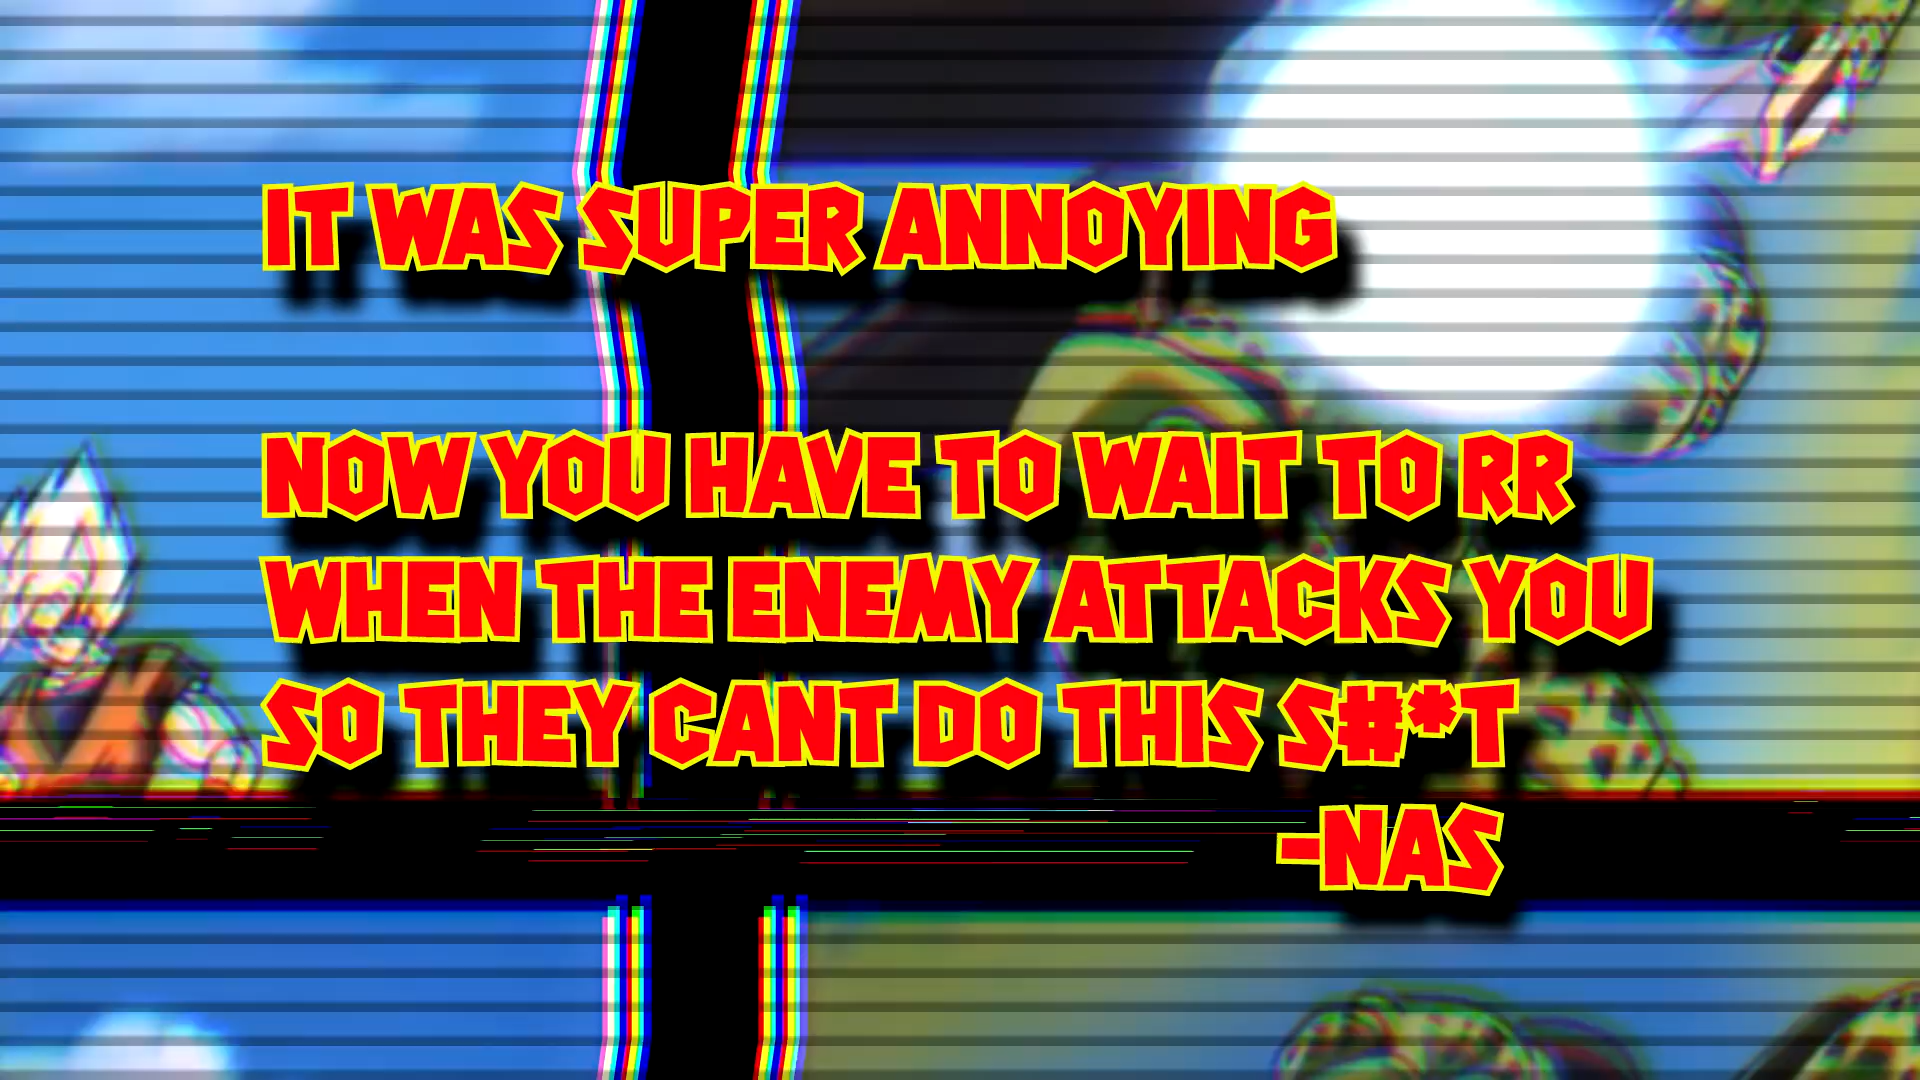 IT WAS SUPER ANNOYING
NOW YOU HAVE TO WAIT TO RR
WHEN THE ENEMY ATTACKS YOU
SO THEY CANT DO THIS S#*T
-NAS